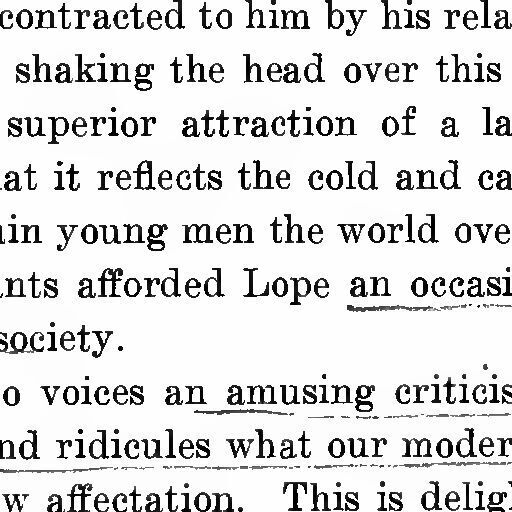 contracted to him by his rela
shaking the head over this
superior attraction of a la
at it reflects the cold and ca
in young men the world ove
nts afforded Lope an occasi
society.
o voices an amusing criticis
nd ridicules what our moder
w affectation. This is deligh